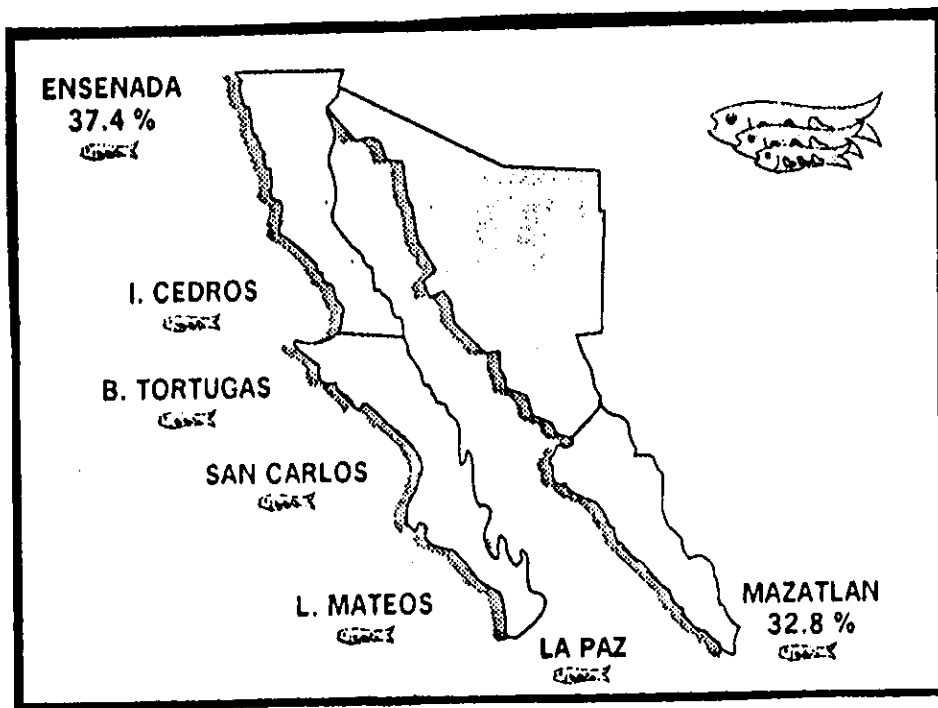 ENSENADA
37.4 %
I. CEDROS
B. TORTUGAS
SAN CARLOS
L. MATEOS
LA PAZ
MAZATLAN
32.8 %